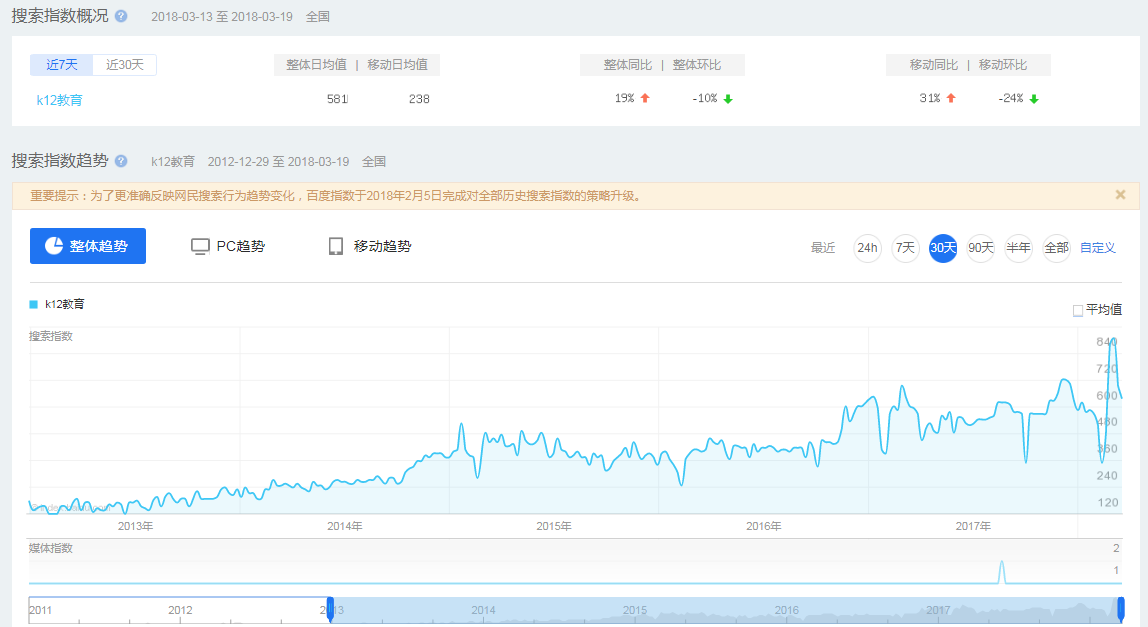 搜索指数概况 ? 2018-03-13 至 2018-03-19 全国
近7天 近30天 整体日均值 | 移动日均值 整体同比 | 整体环比 移动同比 | 移动环比
k12教育 581 238 19% -10% 31% -24%
搜索指数趋势 ? k12教育 2012-12-29 至 2018-03-19 全国
重要提示：为了更准确反映网民搜索行为趋势变化，百度指数于2018年2月5日完成对全部历史搜索指数的策略升级。
整体趋势 PC趋势 移动趋势 最近 24h 7天 30天 90天 半年 全部 自定义
k12教育
平均值
搜索指数
840
720
600
480
360
240
120
2013年 2014年 2015年 2016年 2017年
媒体指数 2
1
2011 2012 2013 2014 2015 2016 2017